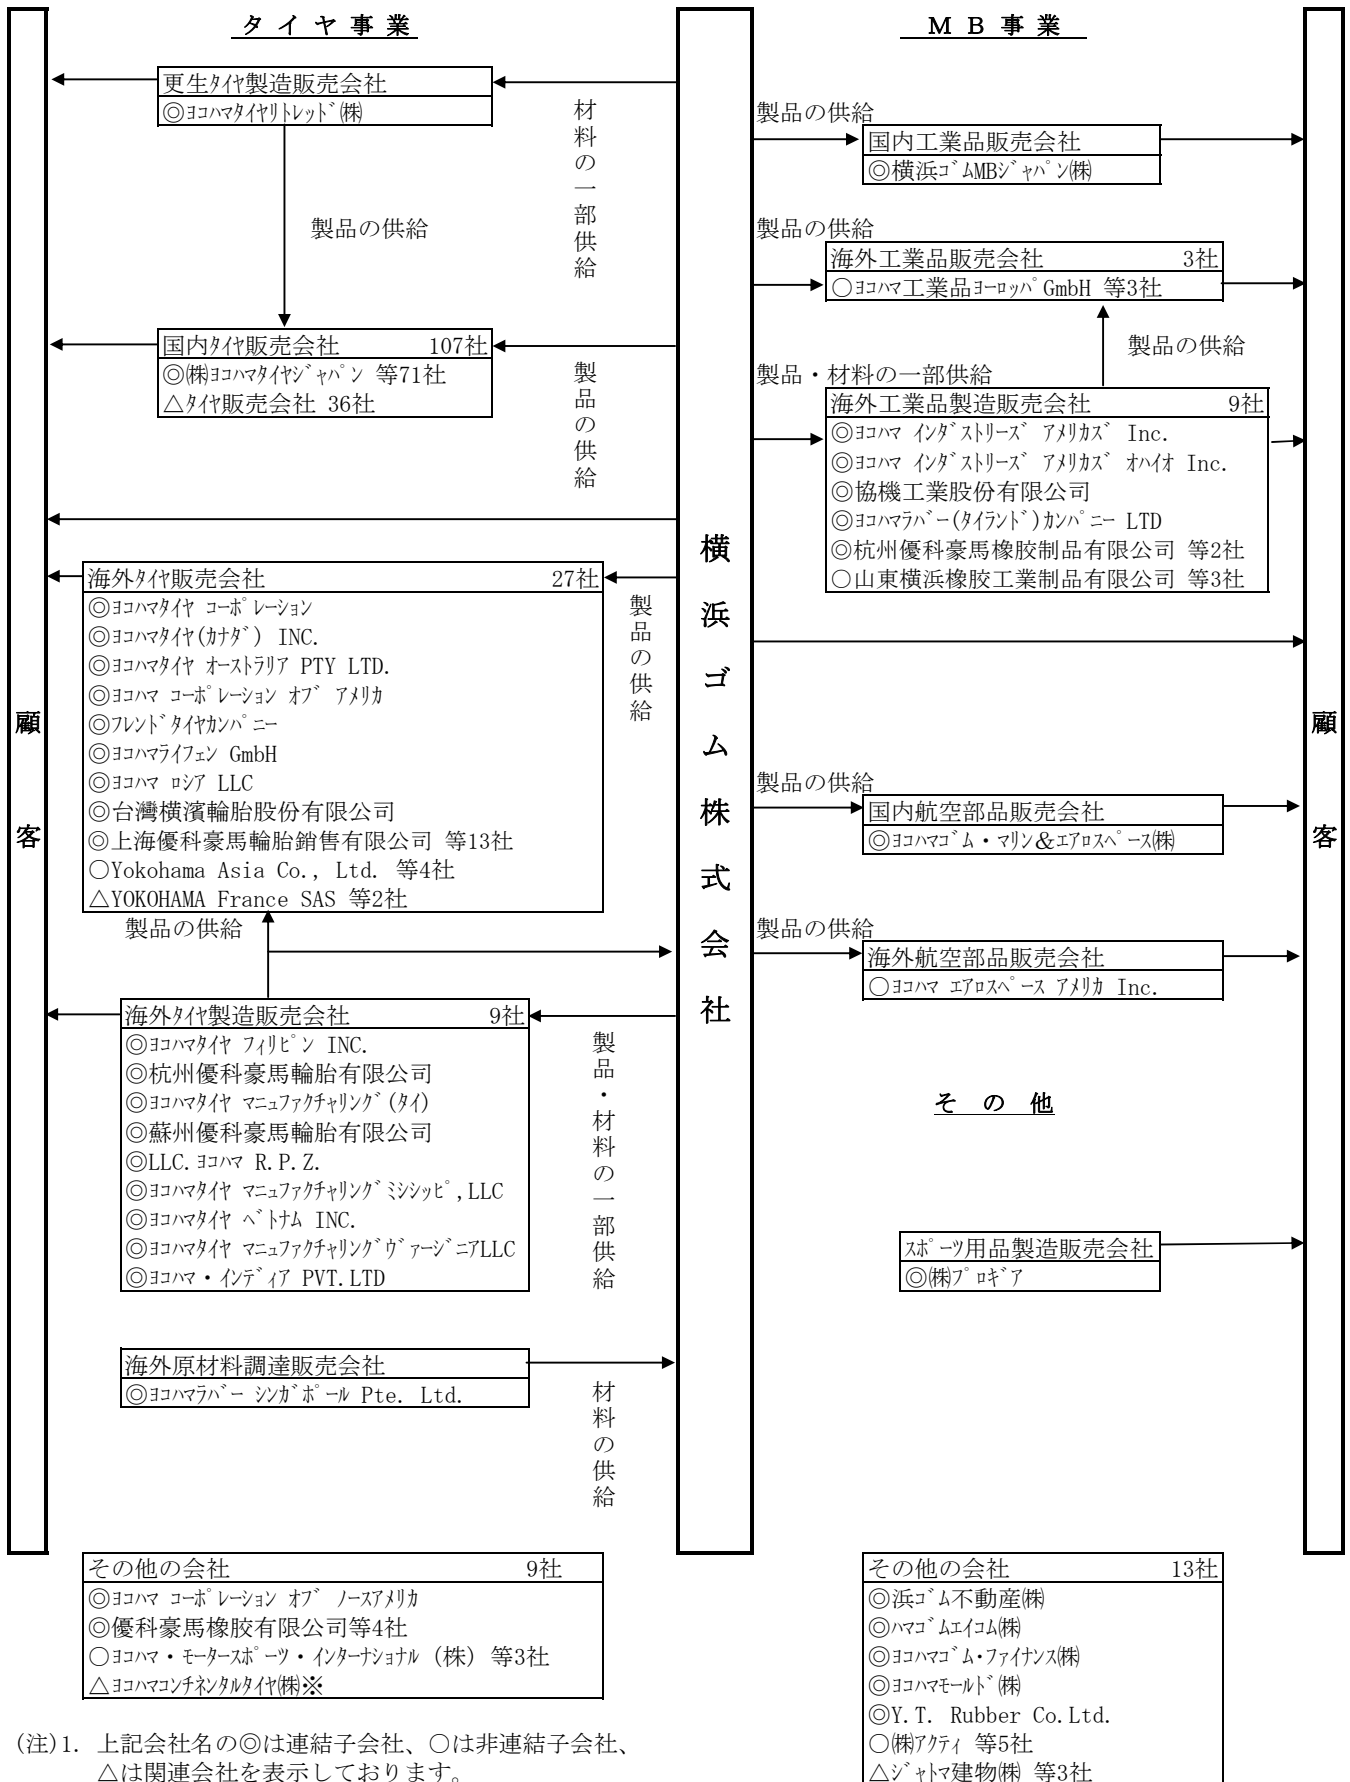 タイヤ事業
更生ﾀｲﾔ製造販売会社
◎ﾖｺﾊﾏﾀｲﾔﾘﾄﾚｯﾄﾞ㈱
材料の一部供給
製品の供給
国内ﾀｲﾔ販売会社 107社
◎㈱ﾖｺﾊﾏﾀｲﾔｼﾞｬﾊﾟﾝ 等71社
△ﾀｲﾔ販売会社 36社
製品の供給
海外ﾀｲﾔ販売会社 27社
◎ﾖｺﾊﾏﾀｲﾔ ｺｰﾎﾟﾚｰｼｮﾝ
◎ﾖｺﾊﾏﾀｲﾔ(ｶﾅﾀﾞ) INC.
◎ﾖｺﾊﾏﾀｲﾔ ｵｰｽﾄﾗﾘｱ PTY LTD.
◎ﾖｺﾊﾏ ｺｰﾎﾟﾚｰｼｮﾝ ｵﾌﾞ ｱﾒﾘｶ
◎ﾌﾚﾝﾄﾞﾀｲﾔｶﾝﾊﾟﾆｰ
◎ﾖｺﾊﾏﾗｲﾌｪﾝ GmbH
◎ﾖｺﾊﾏ ﾛｼｱ LLC
◎台灣横濱輪胎股份有限公司
◎上海優科豪馬輪胎銷售有限公司 等13社
○Yokohama Asia Co., Ltd. 等4社
△YOKOHAMA France SAS 等2社
製品の供給
製品の供給
海外ﾀｲﾔ製造販売会社 9社
◎ﾖｺﾊﾏﾀｲﾔ ﾌｨﾘﾋﾟﾝ INC.
◎杭州優科豪馬輪胎有限公司
◎ﾖｺﾊﾏﾀｲﾔ ﾏﾆｭﾌｧｸﾁｬﾘﾝｸﾞ(ﾀｲ)
◎蘇州優科豪馬輪胎有限公司
◎LLC.ﾖｺﾊﾏ R.P.Z.
◎ﾖｺﾊﾏﾀｲﾔ ﾏﾆｭﾌｧｸﾁｬﾘﾝｸﾞﾐｼｼｯﾋﾟ,LLC
◎ﾖｺﾊﾏﾀｲﾔ ﾍﾞﾄﾅﾑ INC.
◎ﾖｺﾊﾏﾀｲﾔ ﾏﾆｭﾌｧｸﾁｬﾘﾝｸﾞｳﾞｧｰｼﾞﾆｱLLC
◎ﾖｺﾊﾏ・ｲﾝﾃﾞｨｱ PVT.LTD
製品・材料の一部供給
海外原材料調達販売会社
◎ﾖｺﾊﾏﾗﾊﾞｰ ｼﾝｶﾞﾎﾟｰﾙ Pte. Ltd.
材料の供給
顧客
横浜ゴム株式会社
ＭＢ事業
製品の供給
国内工業品販売会社
◎横浜ｺﾞﾑMBｼﾞｬﾊﾟﾝ㈱
製品の供給
海外工業品販売会社 3社
○ﾖｺﾊﾏ工業品ﾖｰﾛｯﾊﾟGmbH 等3社
製品の供給
製品・材料の一部供給
海外工業品製造販売会社 9社
◎ﾖｺﾊﾏ ｲﾝﾀﾞｽﾄﾘｰｽﾞ ｱﾒﾘｶｽﾞ Inc.
◎ﾖｺﾊﾏ ｲﾝﾀﾞｽﾄﾘｰｽﾞ ｱﾒﾘｶｽﾞ ｵﾊｲｵ Inc.
◎協機工業股份有限公司
◎ﾖｺﾊﾏﾗﾊﾞｰ(ﾀｲﾗﾝﾄﾞ)ｶﾝﾊﾟﾆｰ LTD
◎杭州優科豪馬橡胶制品有限公司 等2社
○山東横浜橡胶工業制品有限公司 等3社
製品の供給
国内航空部品販売会社
◎ﾖｺﾊﾏｺﾞﾑ・ﾏﾘﾝ＆ｴｱﾛｽﾍﾟｰｽ㈱
製品の供給
海外航空部品販売会社
○ﾖｺﾊﾏ ｴｱﾛｽﾍﾟｰｽ ｱﾒﾘｶ Inc.
その他
ｽﾎﾟｰﾂ用品製造販売会社
◎㈱ﾌﾟﾛｷﾞｱ
顧客
その他の会社 9社
◎ﾖｺﾊﾏ ｺｰﾎﾟﾚｰｼｮﾝ ｵﾌﾞ ﾉｰｽｱﾒﾘｶ
◎優科豪馬橡胶有限公司等4社
○ﾖｺﾊﾏ・ﾓｰﾀｰｽﾎﾟｰﾂ・ｲﾝﾀｰﾅｼｮﾅﾙ (株) 等3社
△ﾖｺﾊﾏｺﾝﾁﾈﾝﾀﾙﾀｲﾔ㈱※
その他の会社 13社
◎浜ｺﾞﾑ不動産㈱
◎ﾊﾏｺﾞﾑｴｲｺﾑ㈱
◎ﾖｺﾊﾏｺﾞﾑ･ﾌｧｲﾅﾝｽ㈱
◎ﾖｺﾊﾏﾓｰﾙﾄﾞ㈱
◎Y.T. Rubber Co.Ltd.
○㈱ｱｸﾃｨ 等5社
△ｼﾞｬﾄﾏ建物㈱ 等3社
(注)1. 上記会社名の◎は連結子会社、○は非連結子会社、
△は関連会社を表示しております。